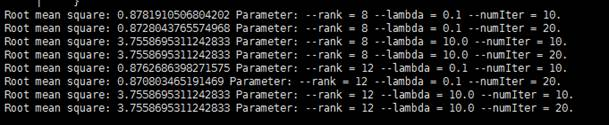 |    }
Root mean square: 0.8781910506804202 Parameter: --rank = 8 --lambda = 0.1 --numIter = 10.
Root mean square: 0.8728043765574968 Parameter: --rank = 8 --lambda = 0.1 --numIter = 20.
Root mean square: 3.7558695311242833 Parameter: --rank = 8 --lambda = 10.0 --numIter = 10.
Root mean square: 3.7558695311242833 Parameter: --rank = 8 --lambda = 10.0 --numIter = 20.
Root mean square: 0.8762686398271575 Parameter: --rank = 12 --lambda = 0.1 --numIter = 10.
Root mean square: 0.870803465191469 Parameter: --rank = 12 --lambda = 0.1 --numIter = 20.
Root mean square: 3.7558695311242833 Parameter: --rank = 12 --lambda = 10.0 --numIter = 10.
Root mean square: 3.7558695311242833 Parameter: --rank = 12 --lambda = 10.0 --numIter = 20.